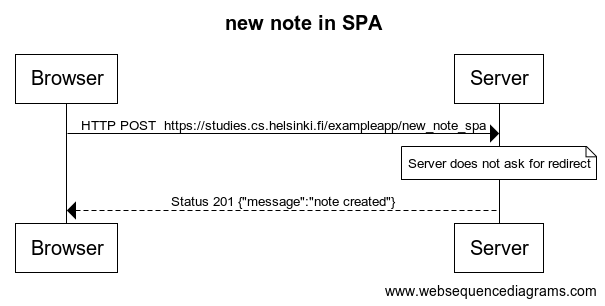 new note in SPA
Browser
Server
HTTP POST  https://studies.cs.helsinki.fi/exampleapp/new_note_spa
Server does not ask for redirect
Status 201 {"message":"note created"}
Browser
Server
www.websequencediagrams.com